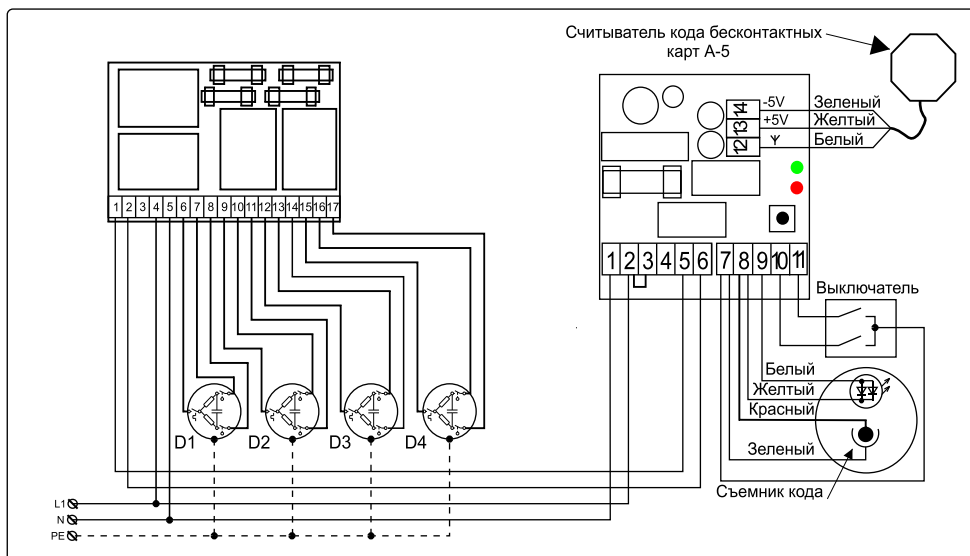 Считыватель кода бесконтактных
карт А-5
14 -5V Зеленый
13 +5V Желтый
12 Белый
1 2 3 4 5 6 7 8 9 10 11 12 13 14 15 16 17
1 2 3 4 5 6 7 8 9 10 11
Выключатель
Белый
Желтый
Красный
Зеленый
Съемник кода
D1 D2 D3 D4
L1
N
PE